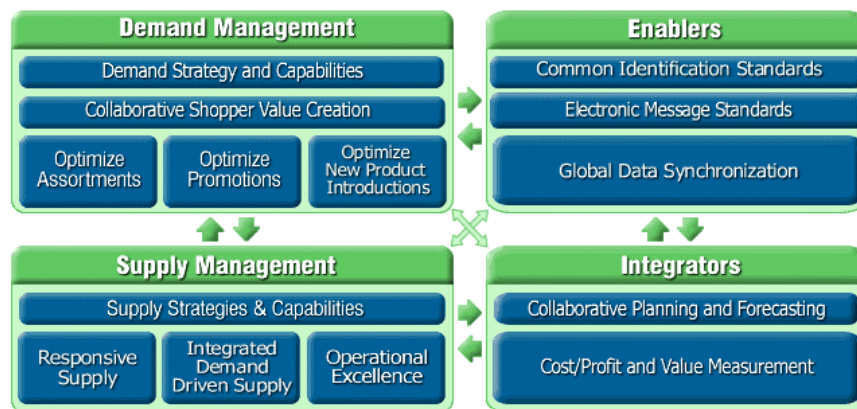 Demand Management
Demand Strategy and Capabilities
Collaborative Shopper Value Creation
Optimize
Assortments
Optimize
Promotions
Optimize
New Product
Introductions
Enablers
Common Identification Standards
Electronic Message Standards
Global Data Synchronization
Supply Management
Supply Strategies & Capabilities
Responsive
Supply
Integrated
Demand
Driven Supply
Operational
Excellence
Integrators
Collaborative Planning and Forecasting
Cost/Profit and Value Measurement